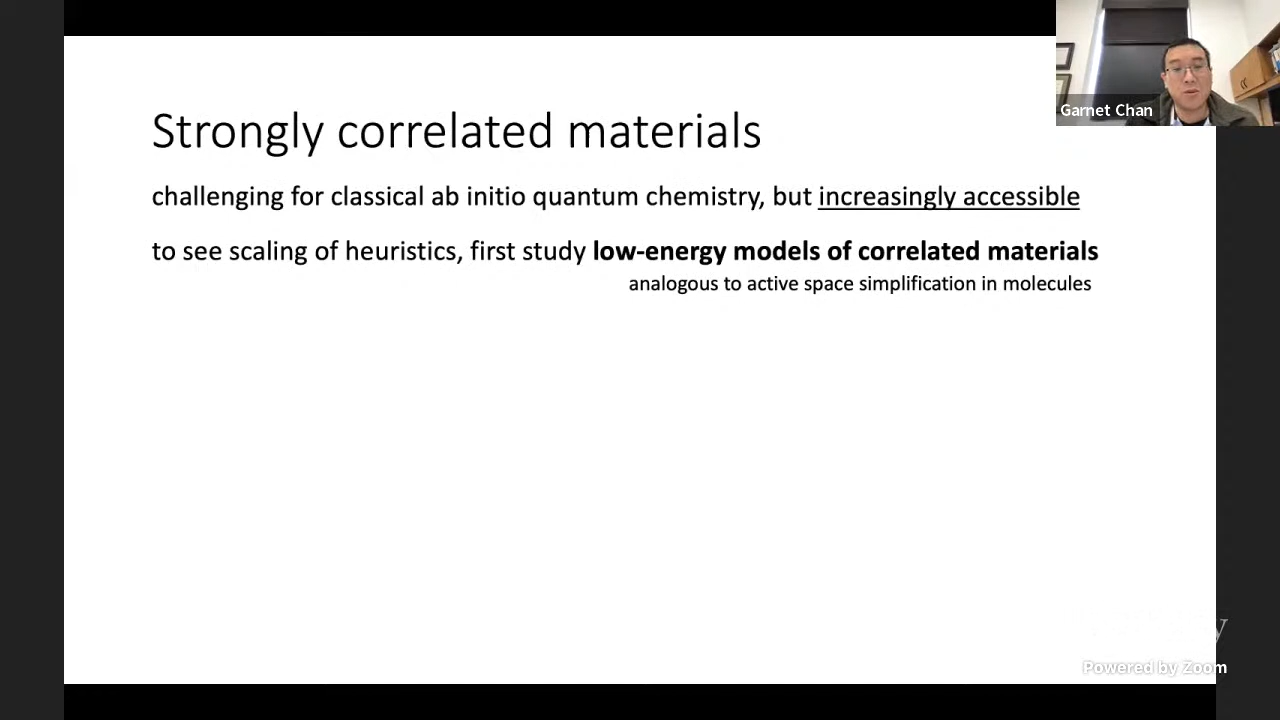 Garnet Chan
Strongly correlated materials
challenging for classical ab initio quantum chemistry, but increasingly accessible
to see scaling of heuristics, first study low-energy models of correlated materials
analogous to active space simplification in molecules
Powered by Zoom